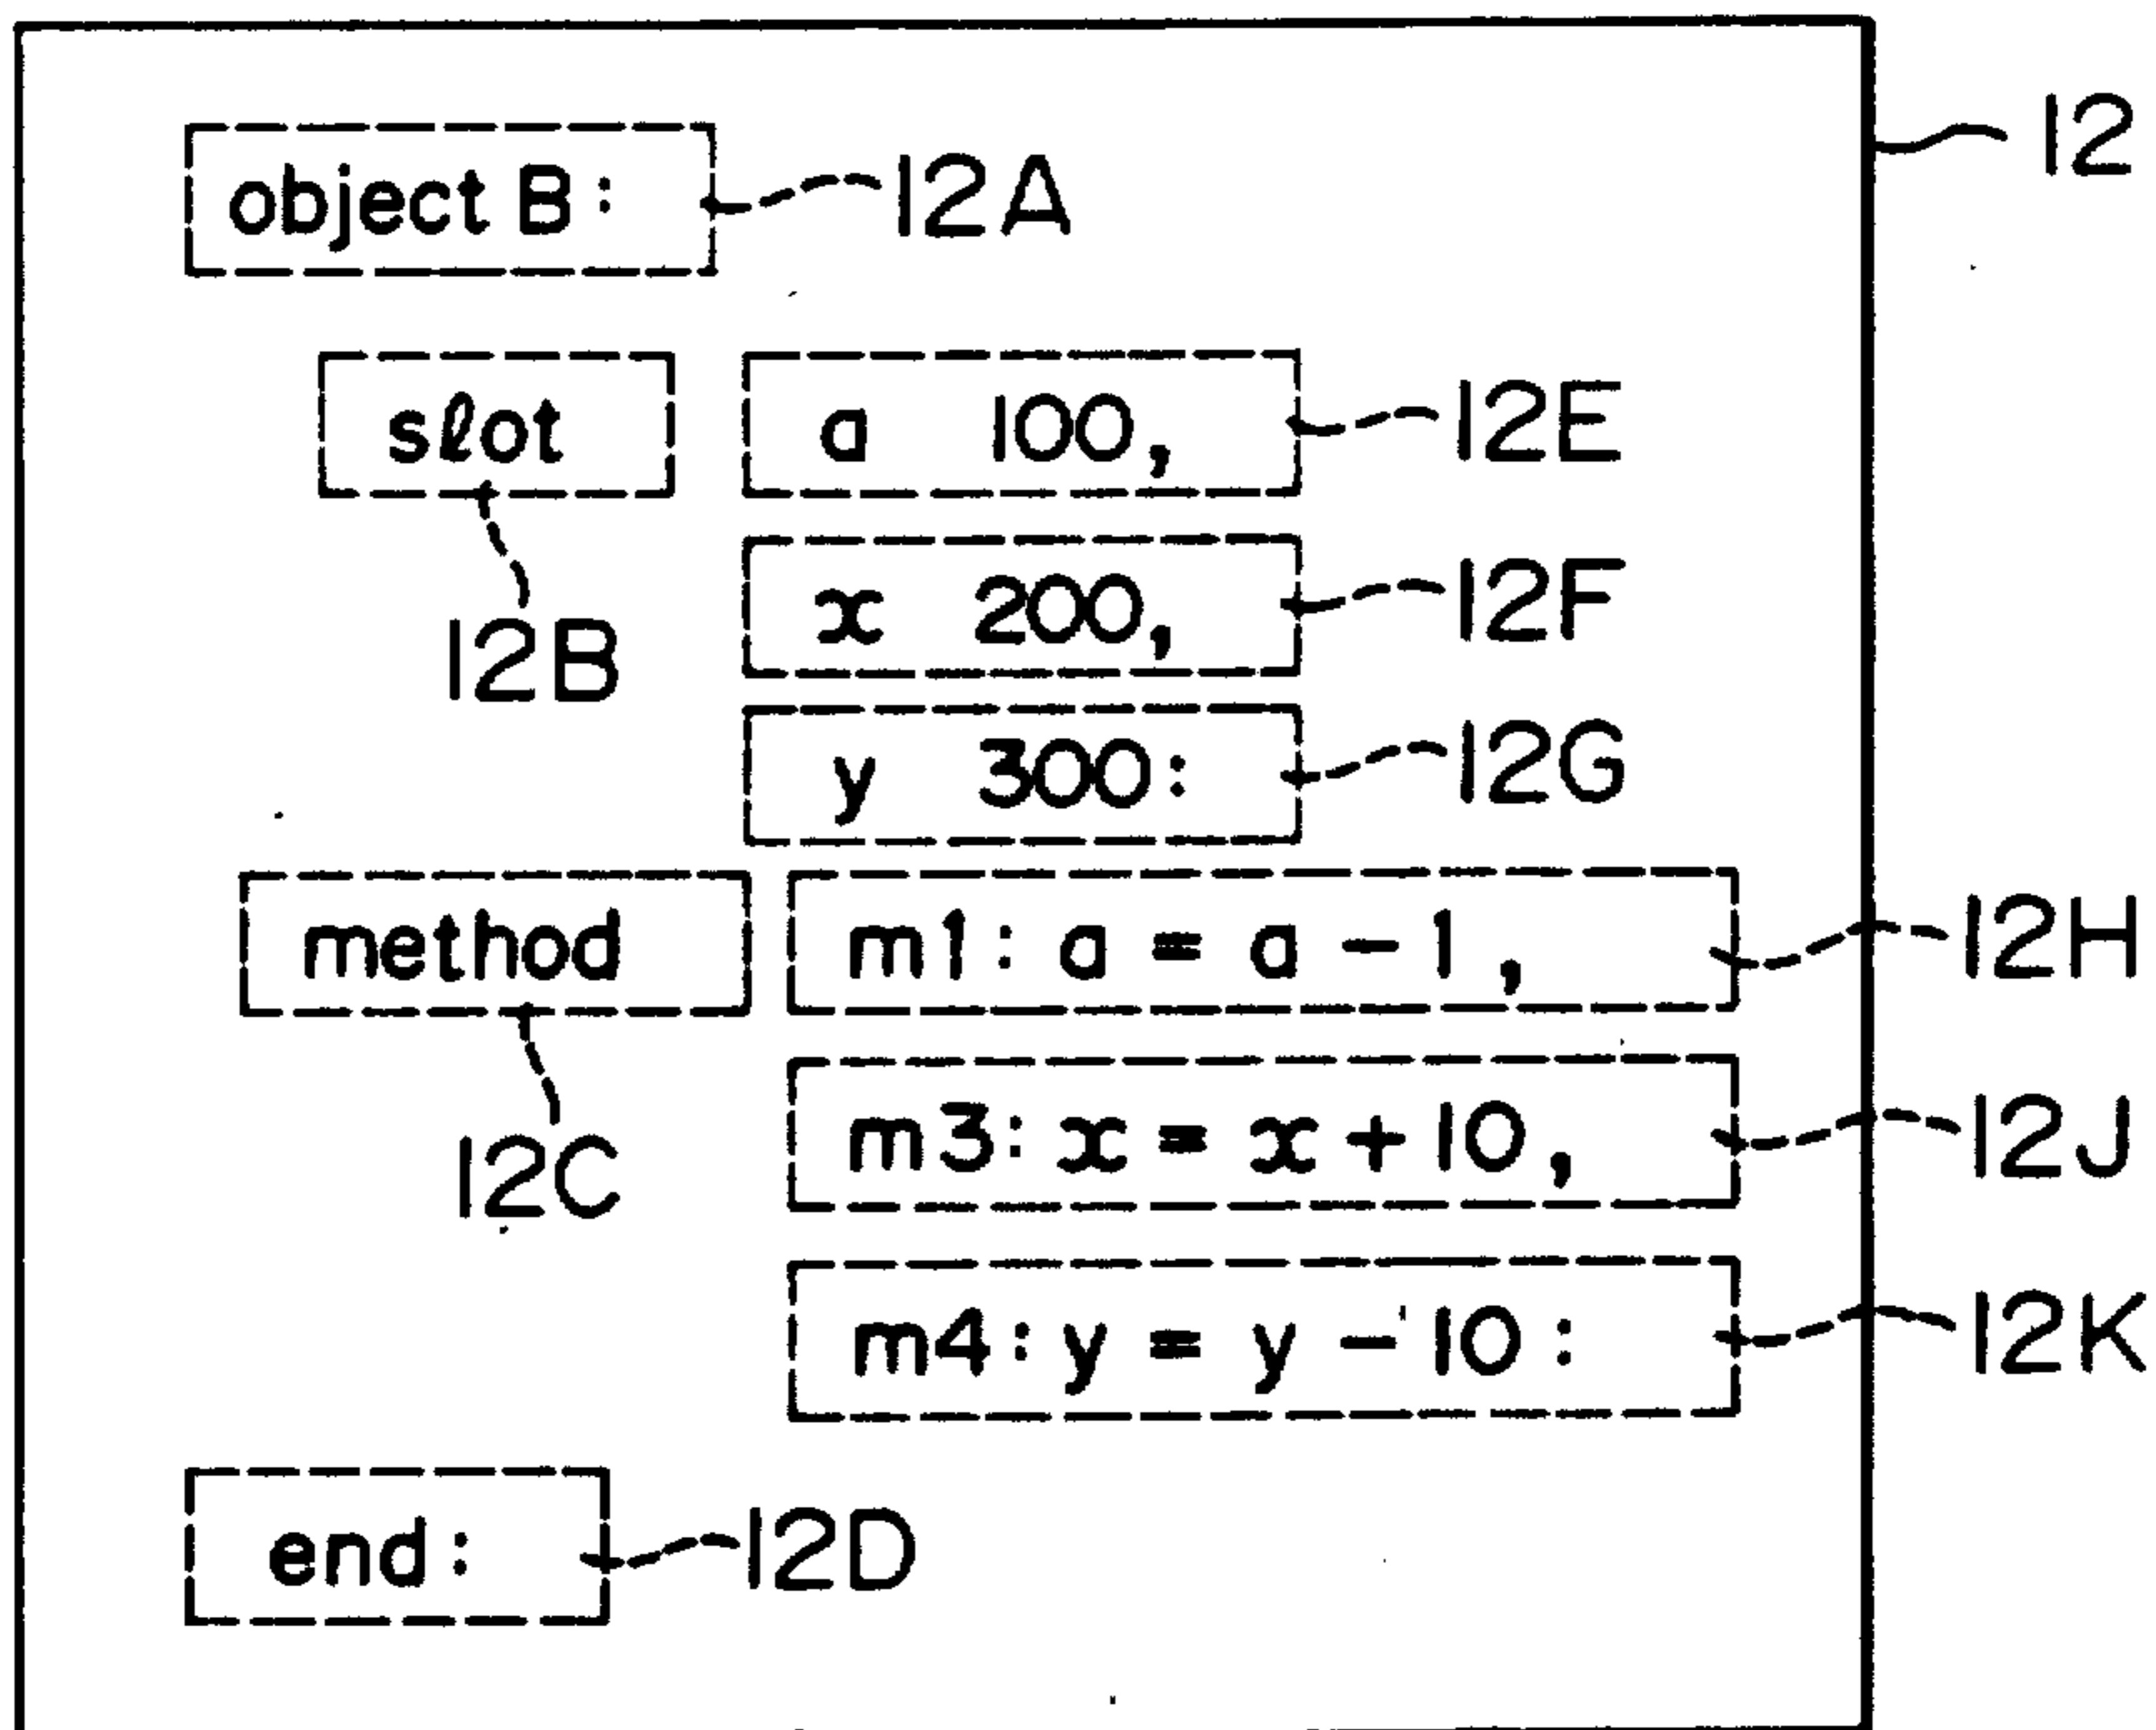 12
object B: 12A
slot a 100, 12E
x 200, 12F
12B
y 300: 12G
method m1: a = a - 1, 12H
m3: x = x + 10, 12J
12C
m4: y = y - 10: 12K
end: 12D